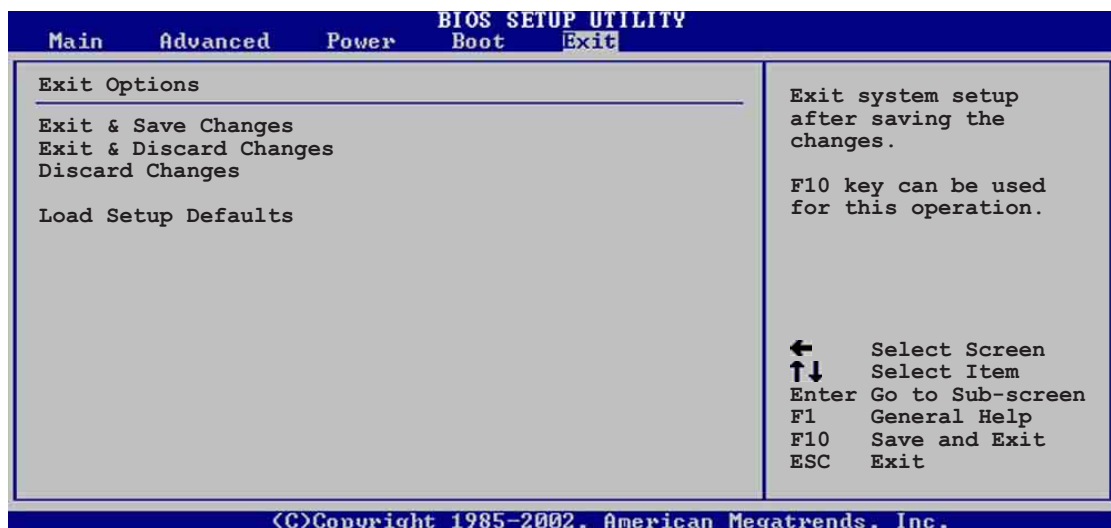 BIOS SETUP UTILITY
Main Advanced Power Boot Exit
Exit Options
Exit & Save Changes
Exit & Discard Changes
Discard Changes
Load Setup Defaults
Exit system setup
after saving the
changes.
F10 key can be used
for this operation.
← Select Screen
↑↓ Select Item
Enter Go to Sub-screen
F1 General Help
F10 Save and Exit
ESC Exit
(C)Copyright 1985-2002, American Megatrends, Inc.